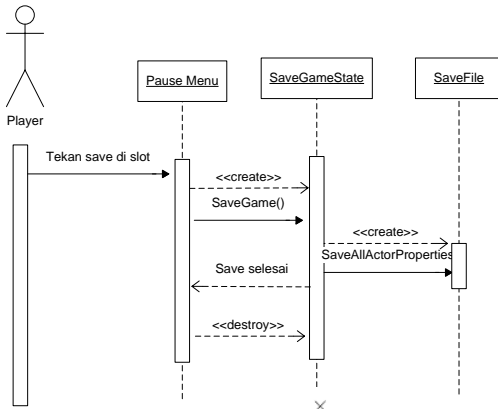 Pause Menu
SaveGameState
SaveFile
Player
Tekan save di slot
<<create>>
SaveGame()
<<create>>
SaveAllActorProperties
Save selesai
<<destroy>>